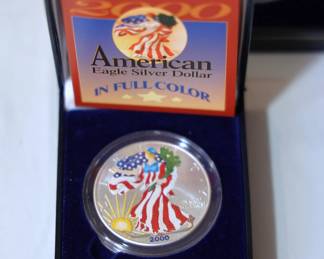 2000
American
Eagle Silver Dollar
IN FULL COLOR
2000